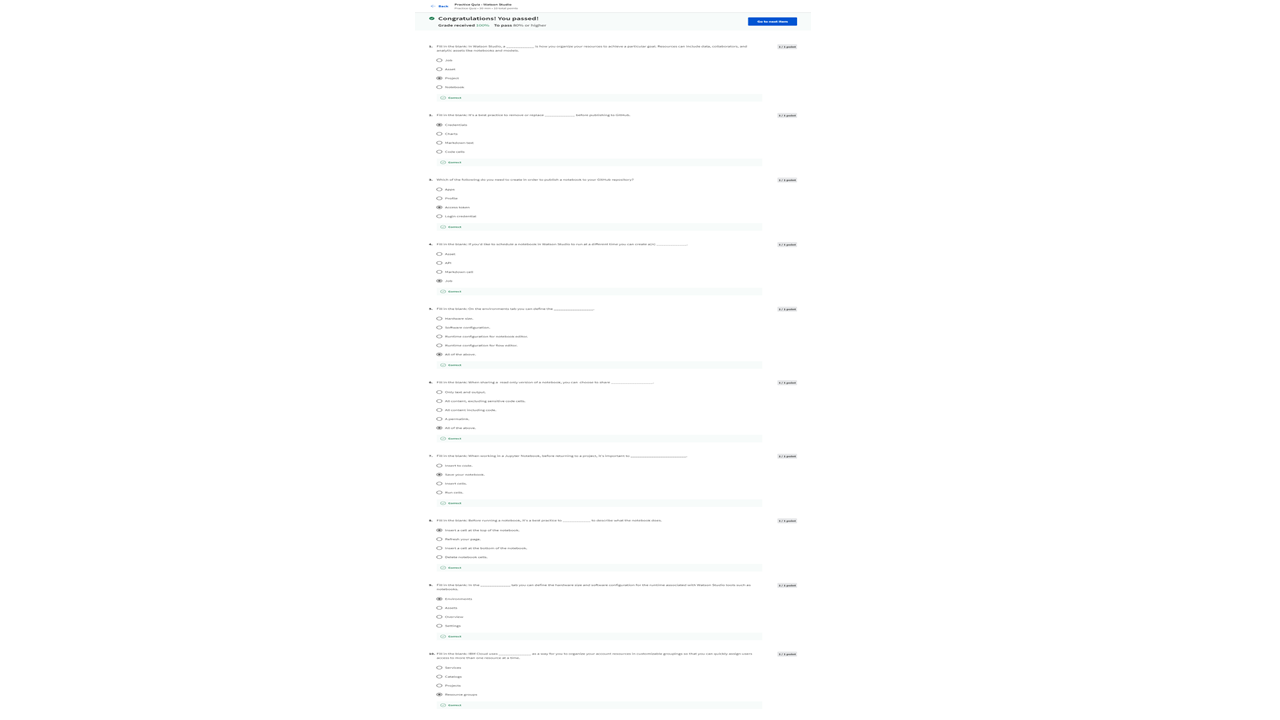 Back
Practice Quiz - Watson Studio
Practice Quiz • 30 min • 10 total points
Congratulations! You passed!
Grade received 100% To pass 80% or higher
Go to next item
1. Fill in the blank: In Watson Studio, a ____________ is how you organize your resources to achieve a particular goal. Resources can include data, collaborators, and
analytic assets like notebooks and models.
1 / 1 point
Job
Asset
Project
Notebook
Correct
2. Fill in the blank: It's a best practice to remove or replace _____________ before publishing to GitHub.
1 / 1 point
Credentials
Charts
Markdown text
Code cells
Correct
3. Which of the following do you need to create in order to publish a notebook to your GitHub repository?
1 / 1 point
Asset
Profile
Access token
Login credential
Correct
4. Fill in the blank: If you'd like to schedule a notebook in Watson Studio to run at a different time you can create a(n) ______________.
1 / 1 point
Asset
API
Markdown cell
Job
Correct
5. Fill in the blank: On the environments tab you can define the __________________.
1 / 1 point
Hardware size.
Software configuration.
Runtime configuration for notebook editor.
Runtime configuration for flow editor.
All of the above.
Correct
6. Fill in the blank: When sharing a read-only version of a notebook, you can choose to share ___________________.
1 / 1 point
Only text and output.
All content, excluding sensitive code cells.
All content including code.
A permalink.
All of the above.
Correct
7. Fill in the blank: When working in a Jupyter Notebook, before returning to a project, it's important to _________________________.
1 / 1 point
Insert to code.
Save your notebook.
Insert cells.
Run cells.
Correct
8. Fill in the blank: Before running a notebook, it's a best practice to ____________ to describe what the notebook does.
1 / 1 point
Insert a cell at the top of the notebook.
Refresh your page.
Insert a cell at the bottom of the notebook.
Delete notebook cells.
Correct
9. Fill in the blank: In the _____________ tab you can define the hardware size and software configuration for the runtime associated with Watson Studio tools such as
notebooks.
1 / 1 point
Environments
Assets
Overview
Settings
Correct
10. Fill in the blank: IBM Cloud uses ______________ as a way for you to organize your account resources in customizable groupings so that you can quickly assign users
access to more than one resource at a time.
1 / 1 point
Services
Catalogs
Projects
Resource groups
Correct